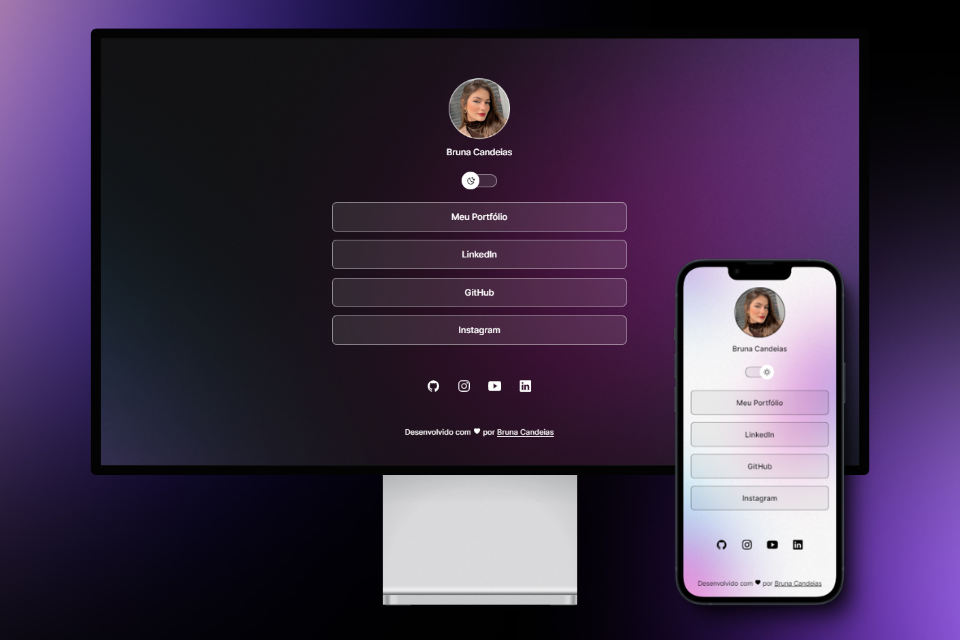 Bruna Candeias
Meu Portfólio
LinkedIn
GitHub
Instagram
Desenvolvido com ♥ por Bruna Candeias
Bruna Candeias
Meu Portfólio
LinkedIn
GitHub
Instagram
Desenvolvido com ♥ por Bruna Candeias